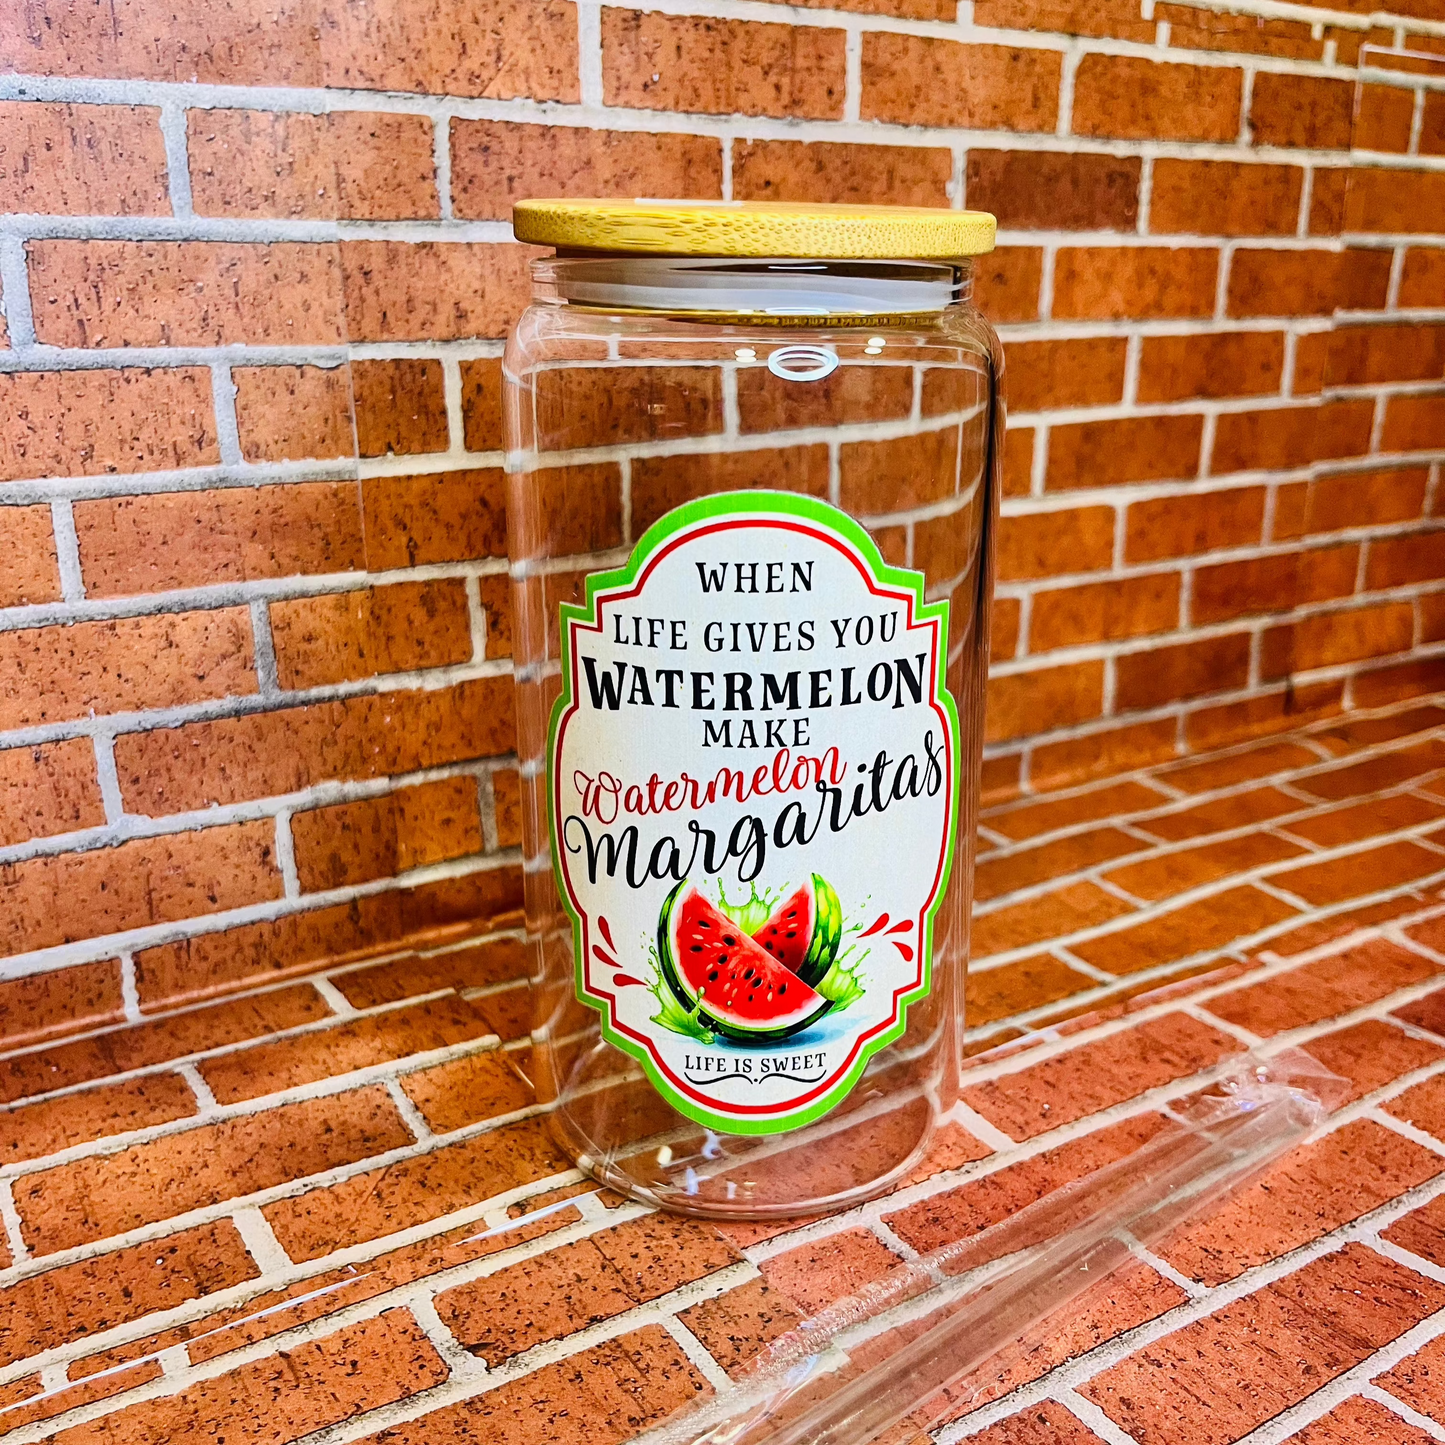 WHEN
LIFE GIVES YOU
WATERMELON
MAKE
Watermelon
Margaritas
LIFE IS SWEET